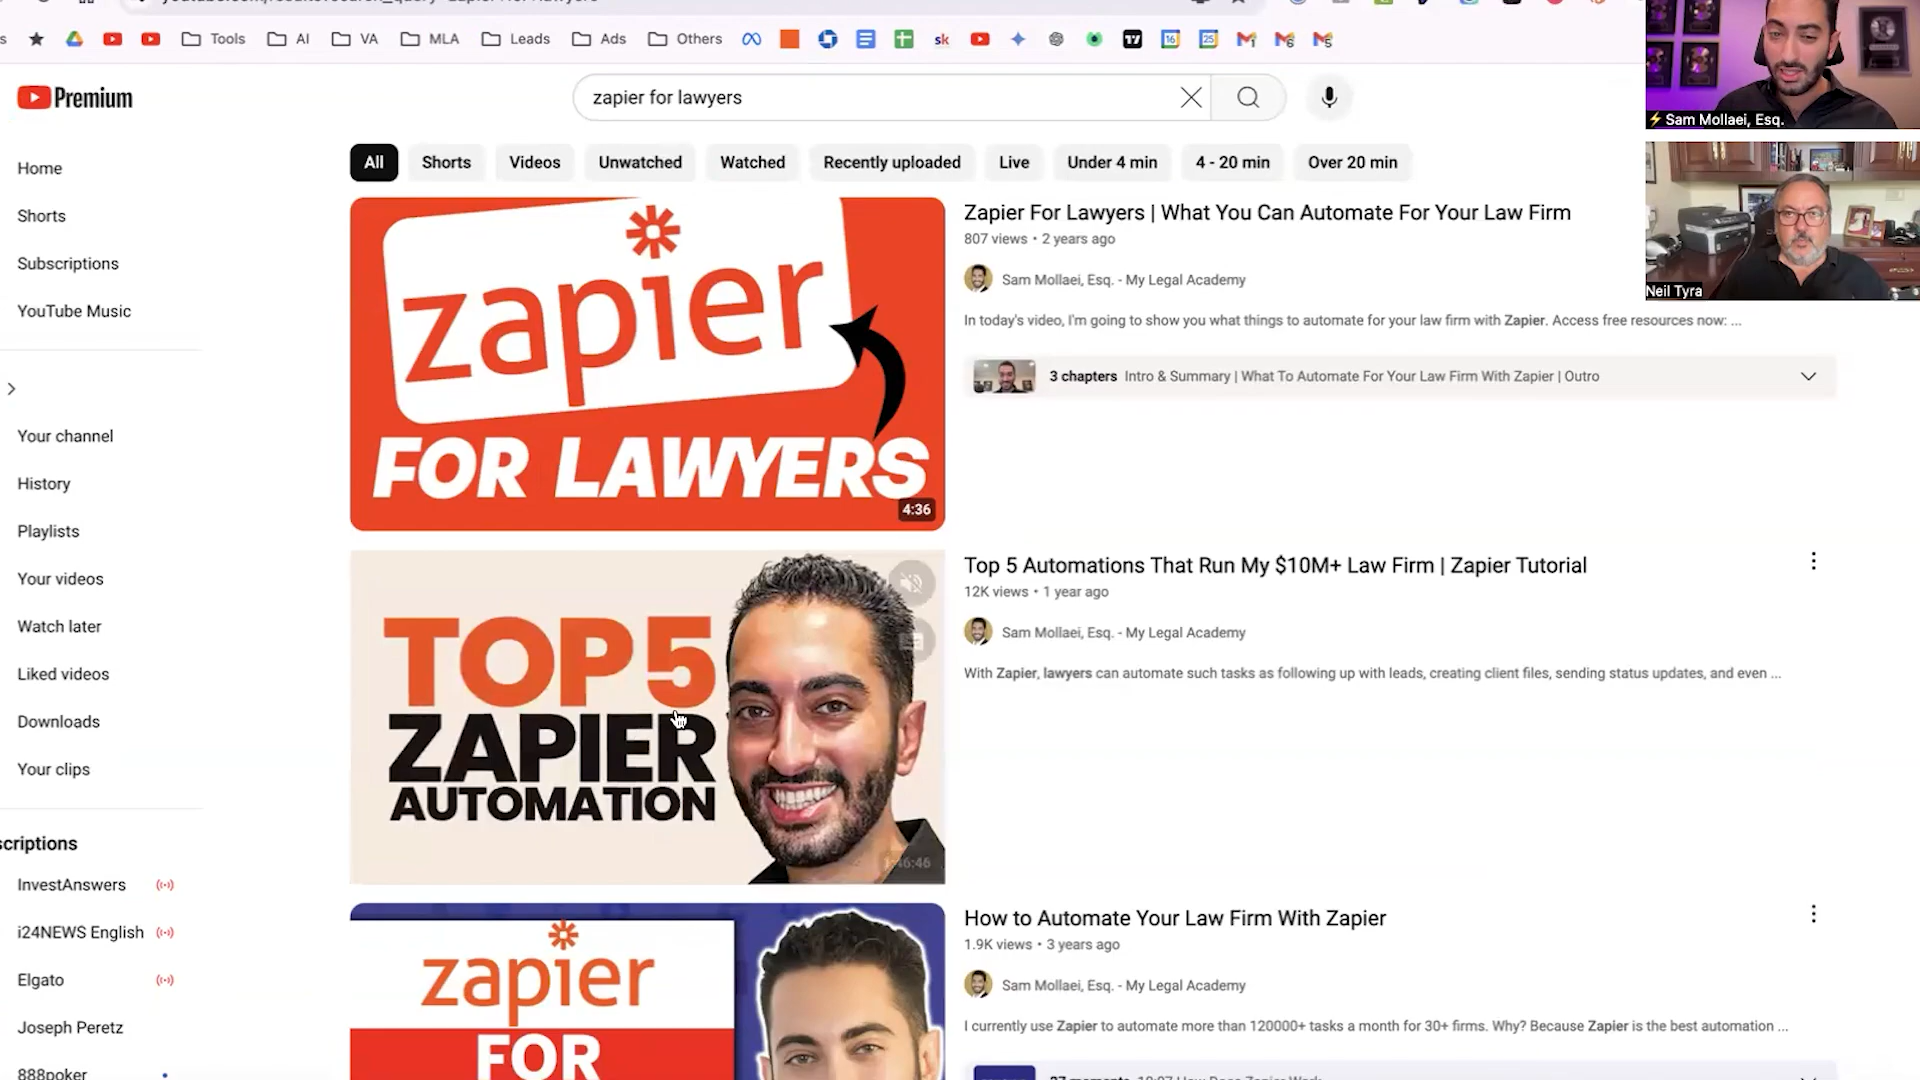 Tools
AI
VA
MLA
Leads
Ads
Others
sk
16
25
Premium
zapier for lawyers
⚡ Sam Mollaei, Esq.
Neil Tyra
Home
Shorts
Subscriptions
YouTube Music
Your channel
History
Playlists
Your videos
Watch later
Liked videos
Downloads
Your clips
scriptions
InvestAnswers
i24NEWS English
Elgato
Joseph Peretz
888poker
All
Shorts
Videos
Unwatched
Watched
Recently uploaded
Live
Under 4 min
4 - 20 min
Over 20 min
zapier
FOR LAWYERS
4:36
Zapier For Lawyers | What You Can Automate For Your Law Firm
807 views • 2 years ago
Sam Mollaei, Esq. - My Legal Academy
In today's video, I'm going to show you what things to automate for your law firm with Zapier. Access free resources now: ...
3 chapters Intro & Summary | What To Automate For Your Law Firm With Zapier | Outro
TOP 5
ZAPIER
AUTOMATION
1:46:46
Top 5 Automations That Run My $10M+ Law Firm | Zapier Tutorial
12K views • 1 year ago
Sam Mollaei, Esq. - My Legal Academy
With Zapier, lawyers can automate such tasks as following up with leads, creating client files, sending status updates, and even ...
zapier
FOR
How to Automate Your Law Firm With Zapier
1.9K views • 3 years ago
Sam Mollaei, Esq. - My Legal Academy
I currently use Zapier to automate more than 120000+ tasks a month for 30+ firms. Why? Because Zapier is the best automation ...